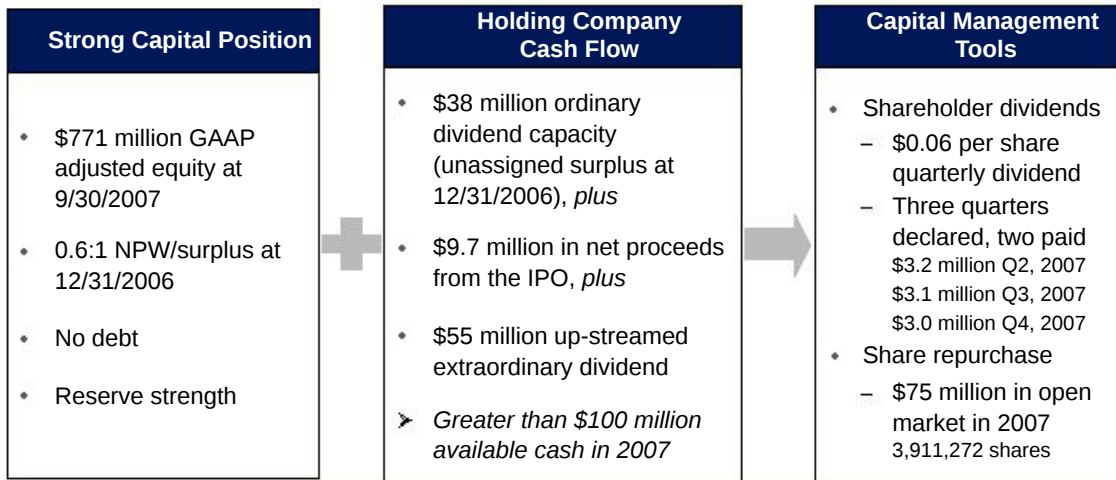 Strong Capital Position
• $771 million GAAP
adjusted equity at
9/30/2007
• 0.6:1 NPW/surplus at
12/31/2006
• No debt
• Reserve strength
Holding Company
Cash Flow
• $38 million ordinary
dividend capacity
(unassigned surplus at
12/31/2006), plus
• $9.7 million in net proceeds
from the IPO, plus
• $55 million up-streamed
extraordinary dividend
➢ Greater than $100 million
available cash in 2007
Capital Management
Tools
• Shareholder dividends
– $0.06 per share
quarterly dividend
– Three quarters
declared, two paid
$3.2 million Q2, 2007
$3.1 million Q3, 2007
$3.0 million Q4, 2007
• Share repurchase
– $75 million in open
market in 2007
3,911,272 shares